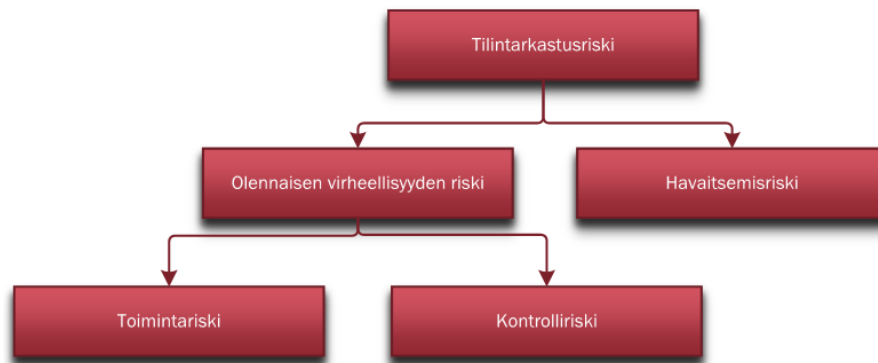 Tilintarkastusriski
Olennaisen virheellisyyden riski
Havaitsemisriski
Toimintariski
Kontrolliriski